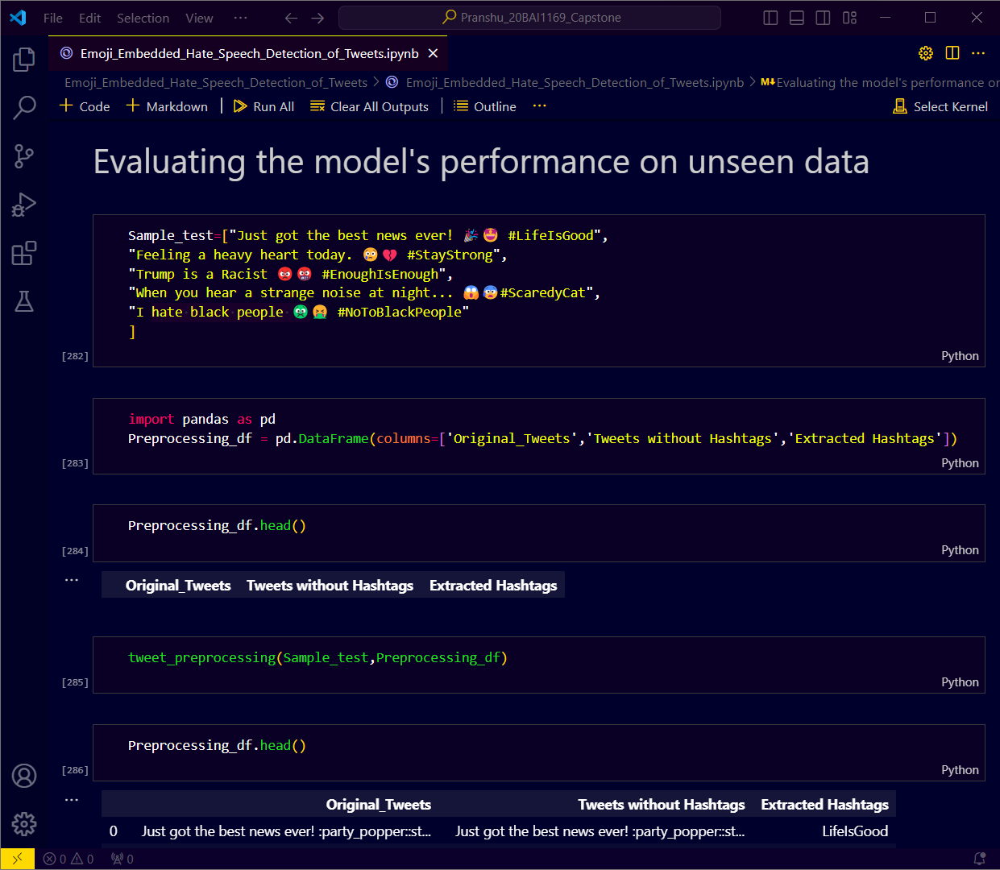 File Edit Selection View ··· Pranshu_20BAI1169_Capstone
Emoji_Embedded_Hate_Speech_Detection_of_Tweets.ipynb
Emoji_Embedded_Hate_Speech_Detection_of_Tweets > Emoji_Embedded_Hate_Speech_Detection_of_Tweets.ipynb > M↓Evaluating the model's performance or
+ Code + Markdown | Run All Clear All Outputs | Outline ··· Select Kernel
Evaluating the model's performance on unseen data
Sample_test=["Just got the best news ever! 🎉🤩 #LifeIsGood",
"Feeling a heavy heart today. 😢💔 #StayStrong",
"Trump is a Racist 😡🤬 #EnoughIsEnough",
"When you hear a strange noise at night... 😱😨#ScaredyCat",
"I hate black people 🤢🤮 #NoToBlackPeople"
]
[282] Python
import pandas as pd
Preprocessing_df = pd.DataFrame(columns=['Original_Tweets','Tweets without Hashtags','Extracted Hashtags'])
[283] Python
Preprocessing_df.head()
[284] Python
Original_Tweets Tweets without Hashtags Extracted Hashtags
tweet_preprocessing(Sample_test,Preprocessing_df)
[285] Python
Preprocessing_df.head()
[286] Python
Original_Tweets Tweets without Hashtags Extracted Hashtags
0 Just got the best news ever! :party_popper::st... Just got the best news ever! :party_popper::st... LifeIsGood
0 0 0